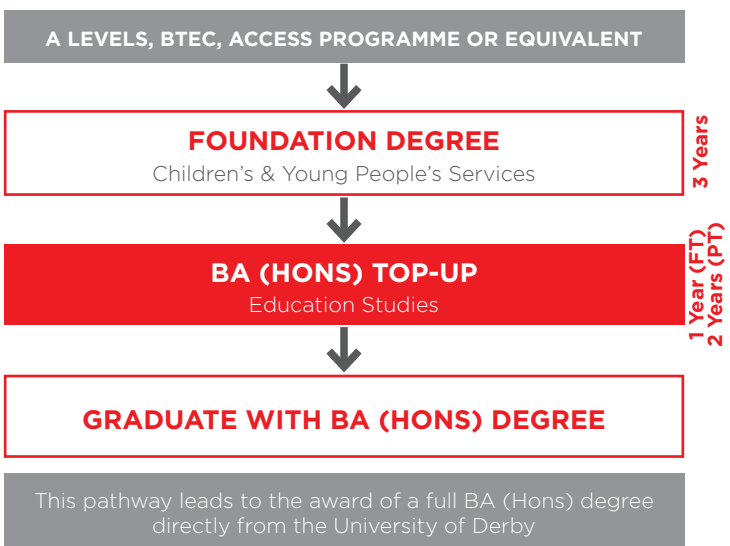 A LEVELS, BTEC, ACCESS PROGRAMME OR EQUIVALENT
FOUNDATION DEGREE
Children's & Young People's Services
3 Years
BA (HONS) TOP-UP
Education Studies
1 Year (FT)
2 Years (PT)
GRADUATE WITH BA (HONS) DEGREE
This pathway leads to the award of a full BA (Hons) degree
directly from the University of Derby